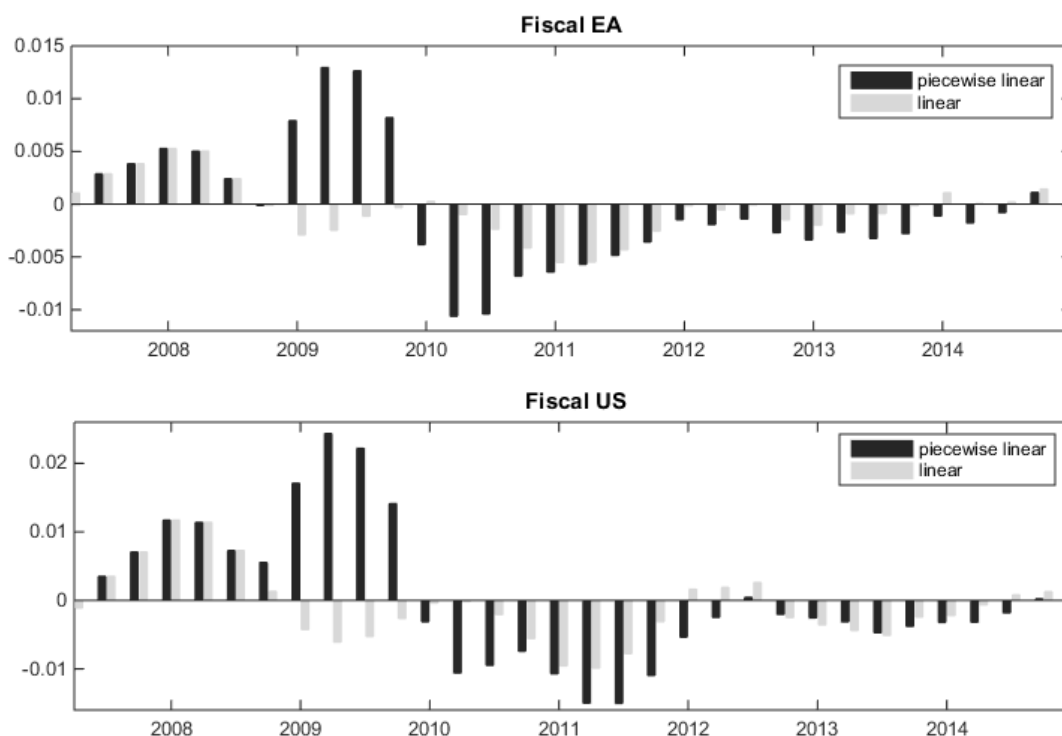 Fiscal EA
0.015
0.01
0.005
0
-0.005
-0.01
piecewise linear
linear
2008 2009 2010 2011 2012 2013 2014
Fiscal US
0.02
0.01
0
-0.01
piecewise linear
linear
2008 2009 2010 2011 2012 2013 2014